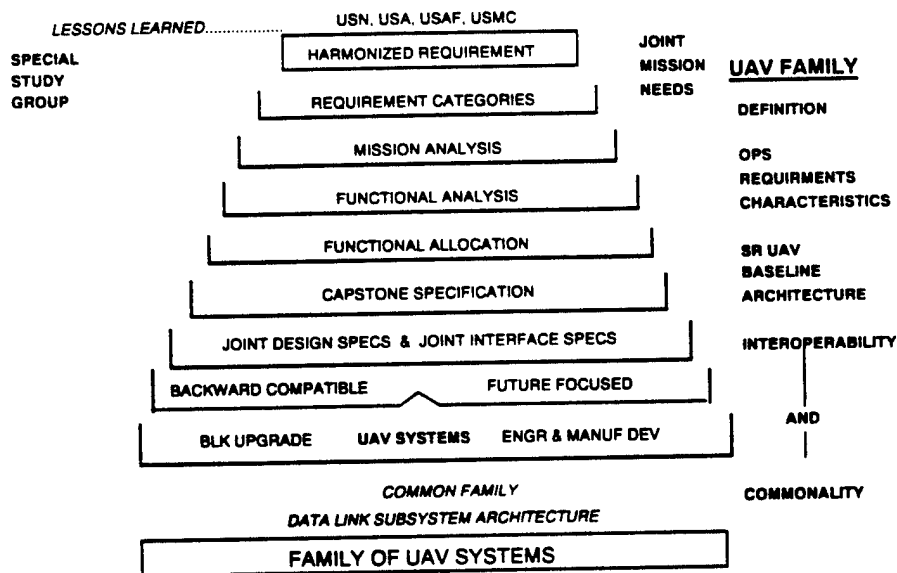 USN, USA, USAF, USMC
LESSONS LEARNED..............
HARMONIZED REQUIREMENT
SPECIAL
STUDY
GROUP
JOINT
MISSION
NEEDS
UAV FAMILY
REQUIREMENT CATEGORIES
DEFINITION
MISSION ANALYSIS
OPS
REQUIRMENTS
CHARACTERISTICS
FUNCTIONAL ANALYSIS
FUNCTIONAL ALLOCATION
SR UAV
BASELINE
ARCHITECTURE
CAPSTONE SPECIFICATION
JOINT DESIGN SPECS & JOINT INTERFACE SPECS
INTEROPERABILITY
BACKWARD COMPATIBLE FUTURE FOCUSED
AND
BLK UPGRADE UAV SYSTEMS ENGR & MANUF DEV
COMMON FAMILY
COMMONALITY
DATA LINK SUBSYSTEM ARCHITECTURE
FAMILY OF UAV SYSTEMS